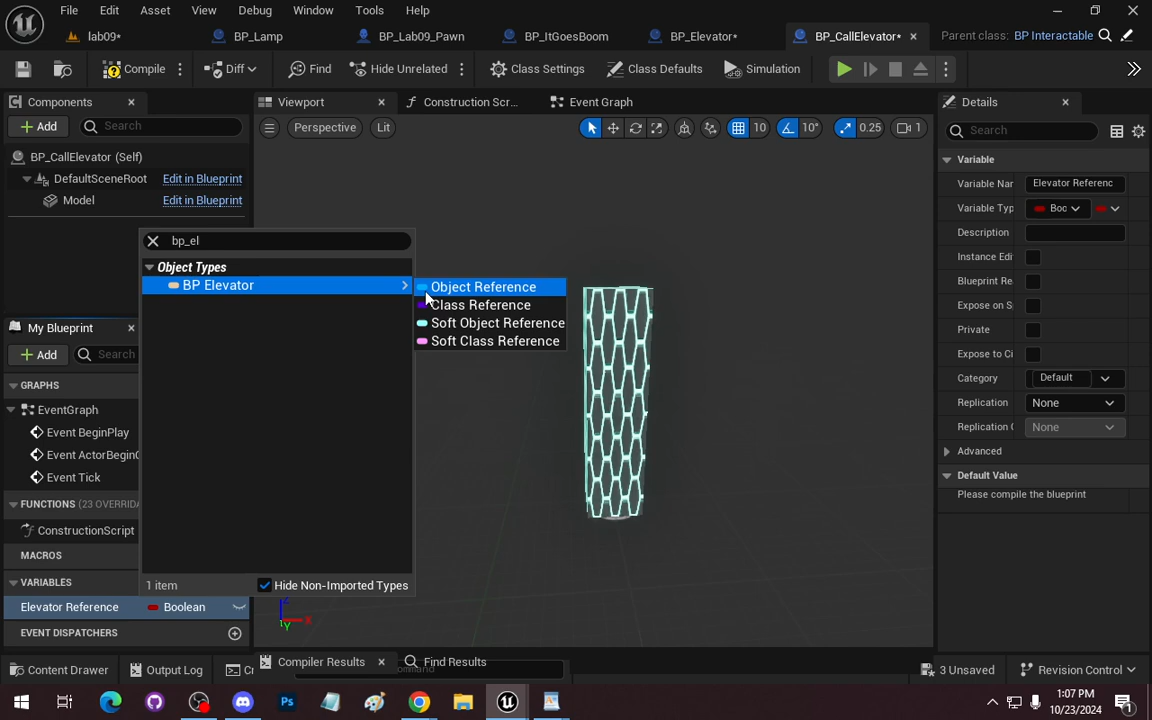 File Edit Asset View Debug Window Tools Help
lab09* BP_Lamp BP_Lab09_Pawn BP_ItGoesBoom BP_Elevator* BP_CallElevator* Parent class: BP Interactable
Compile Diff Find Hide Unrelated Class Settings Class Defaults Simulation
Components Viewport Construction Scr... Event Graph Details
Add Search Perspective Lit 10 10° 0.25 1 Search
BP_CallElevator (Self) Variable
DefaultSceneRoot Edit in Blueprint Variable Nar Elevator Referenc
Model Edit in Blueprint Variable Typ Boc
Description
bp_el
Instance Edi
Object Types
BP Elevator Object Reference Blueprint Re
Class Reference Expose on S
Soft Object Reference Private
My Blueprint Soft Class Reference
Add Search Expose to Ci
GRAPHS Category Default
EventGraph Replication None
Event BeginPlay Replication ( None
Event ActorBeginC Advanced
Event Tick Default Value
Please compile the blueprint
FUNCTIONS (23 OVERRIDA
ConstructionScript
MACROS
VARIABLES 1 item Hide Non-Imported Types
Elevator Reference Boolean
Z X Y
EVENT DISPATCHERS
Content Drawer Output Log Compiler Results Find Results 3 Unsaved Revision Control
1:07 PM
10/23/2024
1